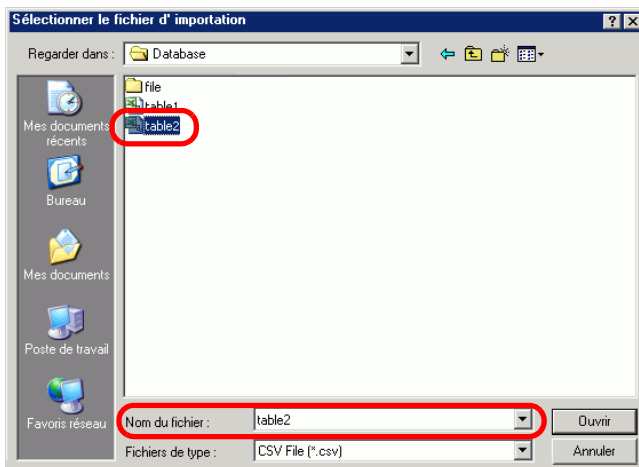 Sélectionner le fichier d' importation
Regarder dans :
Database
file
table1
table2
Mes documents
récents
Bureau
Mes documents
Poste de travail
Favoris réseau
Nom du fichier :
table2
Ouvrir
Fichiers de type :
CSV File (*.csv)
Annuler